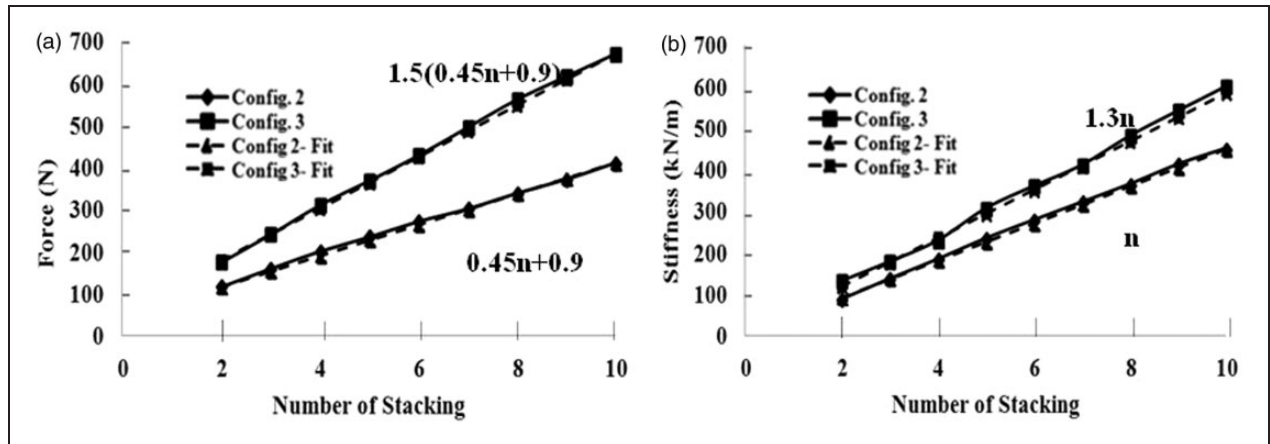 (a)
700
600
500
400
300
200
100
0
Force (N)
1.5(0.45n+0.9)
Config. 2
Config. 3
Config 2- Fit
Config 3- Fit
0.45n+0.9
0 2 4 6 8 10
Number of Stacking
(b)
700
600
500
400
300
200
100
0
Stiffness (kN/m)
Config. 2
Config. 3
Config 2- Fit
Config 3- Fit
1.3n
n
0 2 4 6 8 10
Number of Stacking